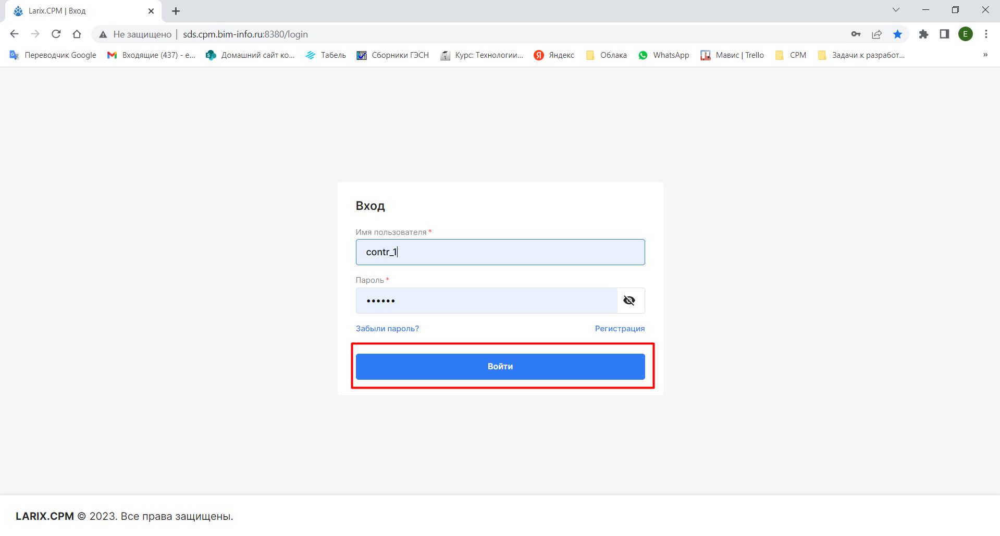 Larix.CPM | Вход
Не защищено | sds.cpm.bim-info.ru:8380/login
E
Переводчик Google
Входящие (437) - e...
Домашний сайт ко...
Табель
Сборники ГЭСН
Курс: Технологии...
Яндекс
Облака
WhatsApp
Мавис | Trello
CPM
Задачи к разработ...
»
Вход
Имя пользователя *
contr_1
Пароль *
••••••
Забыли пароль?
Регистрация
Войти
LARIX.CPM © 2023. Все права защищены.